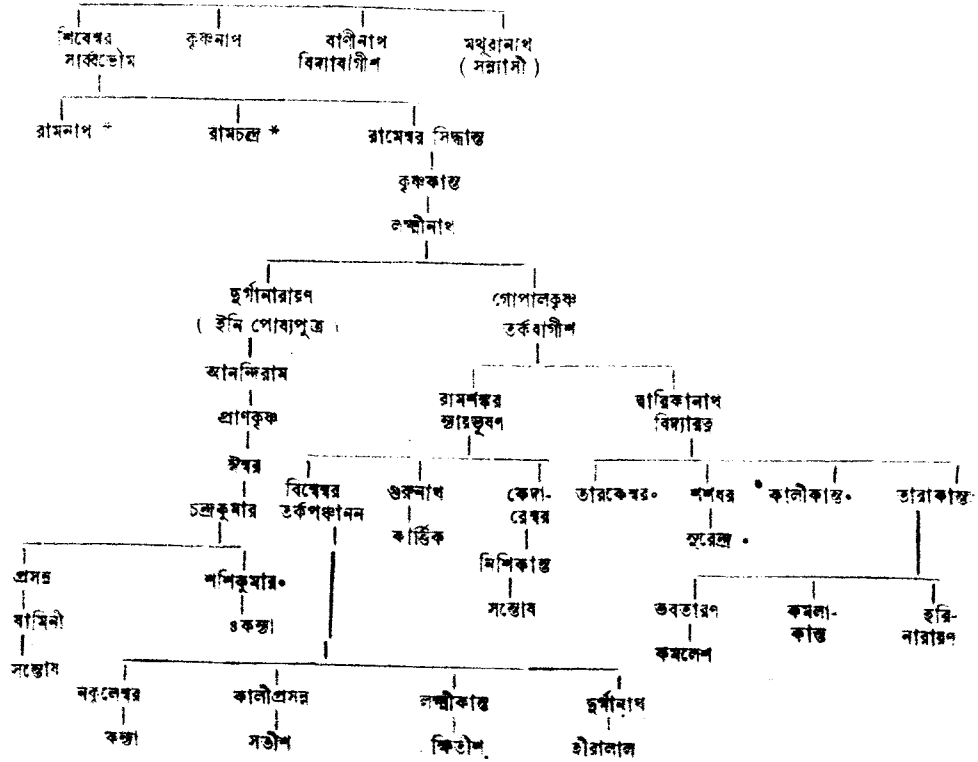 শিবেশ্বর কৃষ্ণনাথ বাণীনাথ মথুরানাথ
সার্ব্বভৌম বিদ্যাবাগীশ ( সন্ন্যাসী )
রামনাথ * রামচন্দ্র * রামেশ্বর সিদ্ধান্ত
কৃষ্ণকান্ত
লক্ষ্মীনাথ
দুর্গানারায়ণ গোপালকৃষ্ণ
( ইনি পোষ্যপুত্র ) তর্কবাগীশ
আনন্দিরাম
রামশঙ্কর দ্বারিকানাথ
প্রাণকৃষ্ণ ন্যায়ভূষণ বিদ্যারত্ন
ঈশ্বর
বিশ্বেশ্বর গুরুনাথ কেদা- তারকেশ্বর * শশধর কালীকান্ত * তারাকান্ত
চন্দ্রকুমার তর্কপঞ্চানন রেশ্বর
কার্ত্তিক সুরেন্দ্র *
প্রসন্ন শশিকুমার * নিশিকান্ত
যামিনী ৪কন্যা সন্তোষ ভবতারণ কমলা- হরি-
কান্ত নারায়ণ
সন্তোষ কমলেশ
নকুলেশ্বর কালীপ্রসন্ন লক্ষ্মীকান্ত দুর্গানাথ
কন্যা সতীশ ক্ষিতীশ হীরালাল